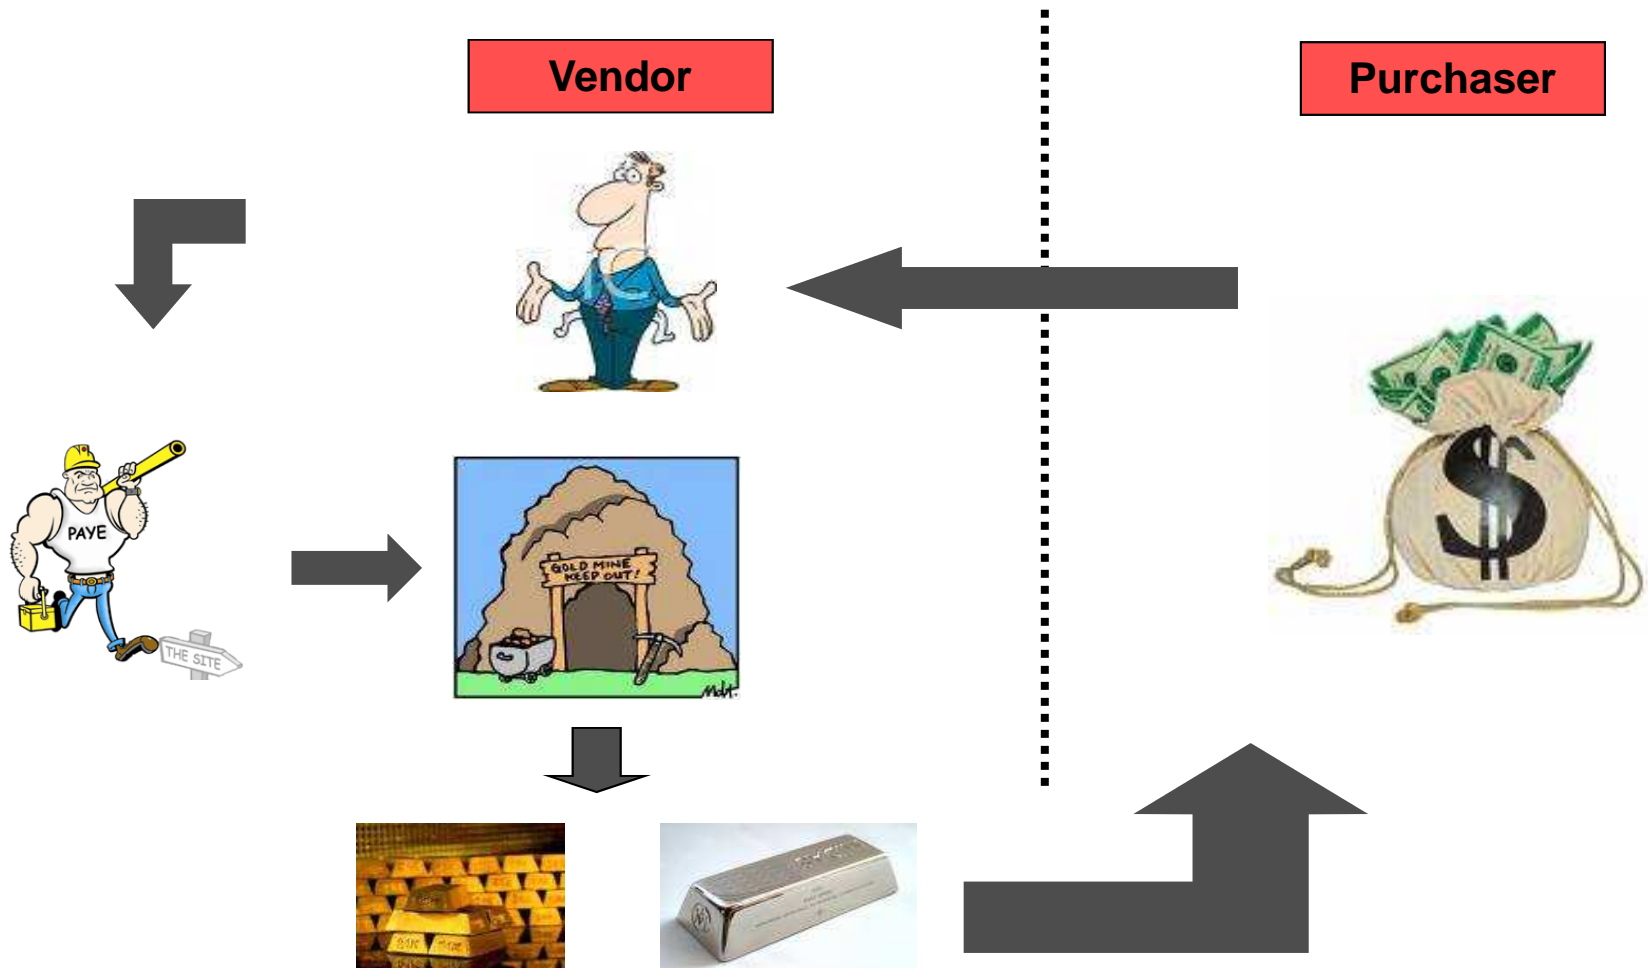 Vendor
Purchaser
PAYE
THE SITE
GOLD MINE
KEEP OUT!
$